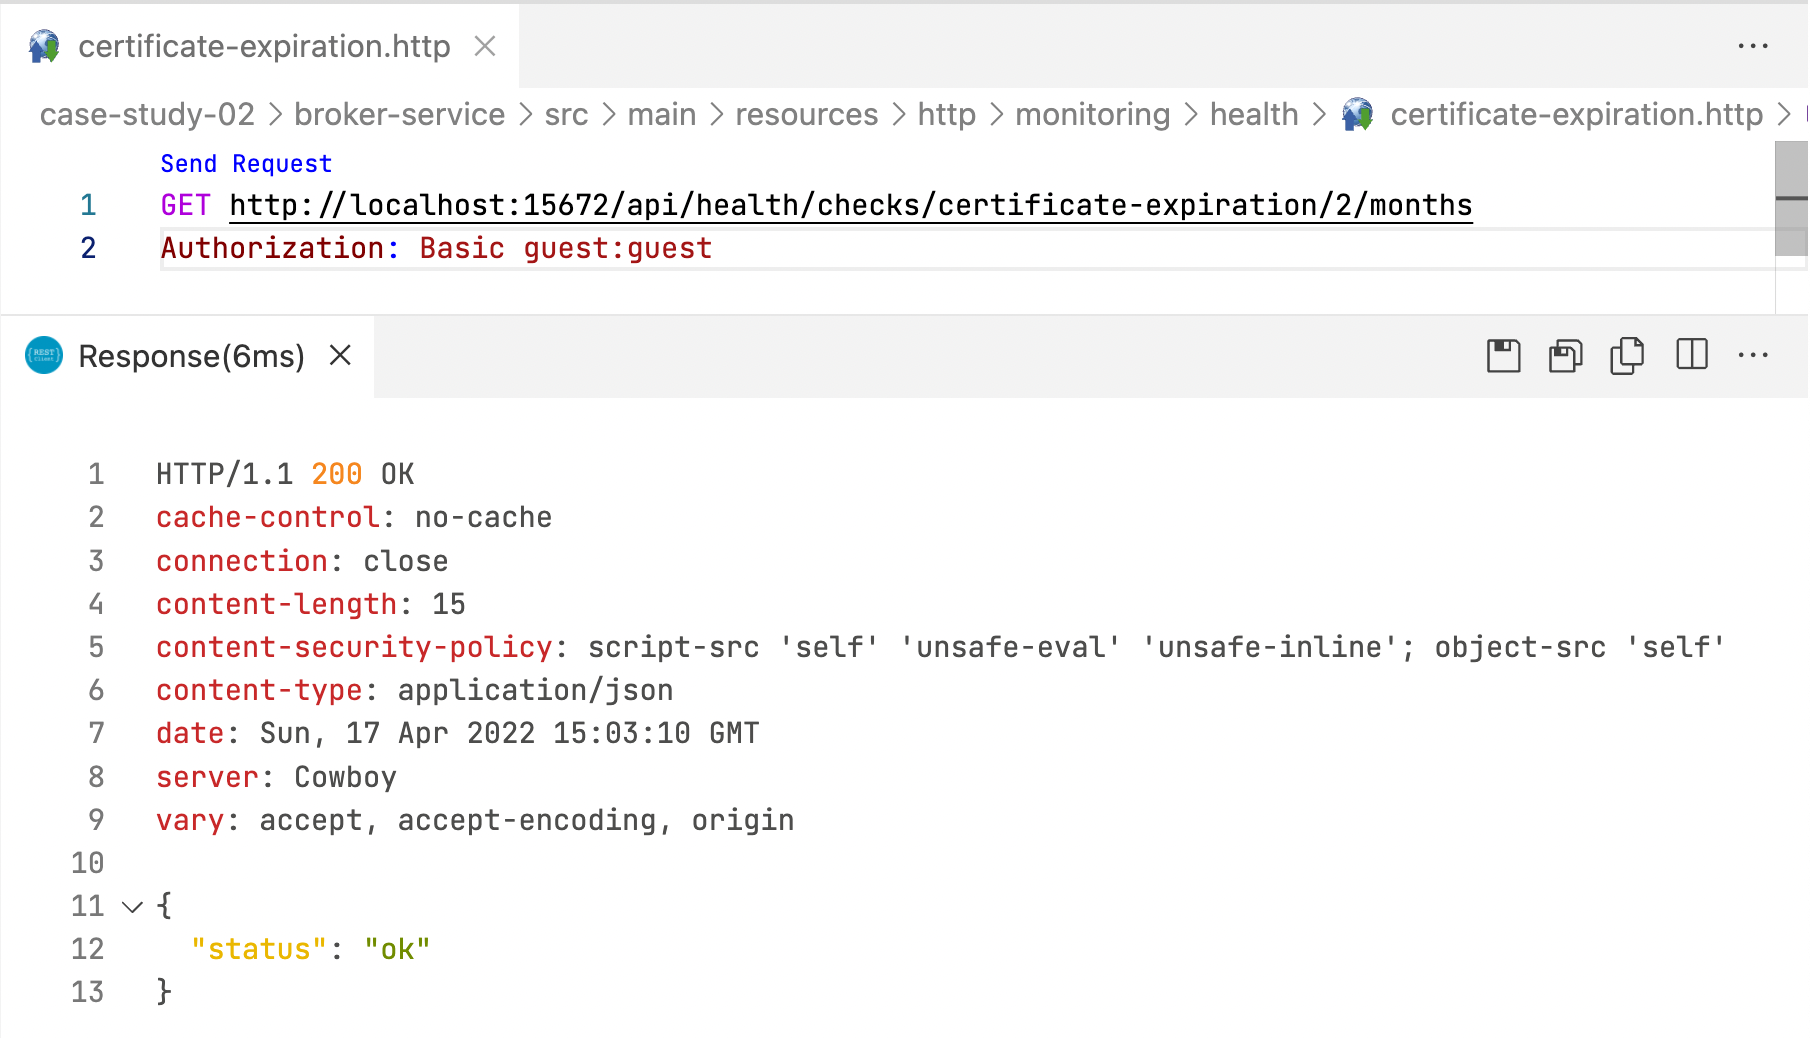 certificate-expiration.http
case-study-02 > broker-service > src > main > resources > http > monitoring > health > certificate-expiration.http >
Send Request
1 GET http://localhost:15672/api/health/checks/certificate-expiration/2/months
2 Authorization: Basic guest:guest
{REST} Client
Response(6ms)
1 HTTP/1.1 200 OK
2 cache-control: no-cache
3 connection: close
4 content-length: 15
5 content-security-policy: script-src 'self' 'unsafe-eval' 'unsafe-inline'; object-src 'self'
6 content-type: application/json
7 date: Sun, 17 Apr 2022 15:03:10 GMT
8 server: Cowboy
9 vary: accept, accept-encoding, origin
10
11 {
12 "status": "ok"
13 }